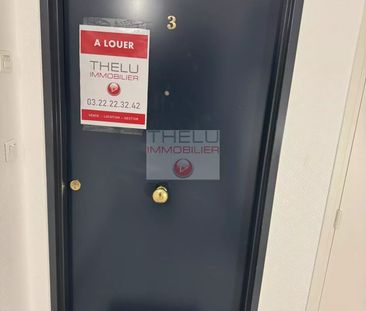 3
A LOUER
THELU
IMMOBILIER
03.22.22.32.42
VENTE - LOCATION - GESTION
THELU
IMMOBILIER